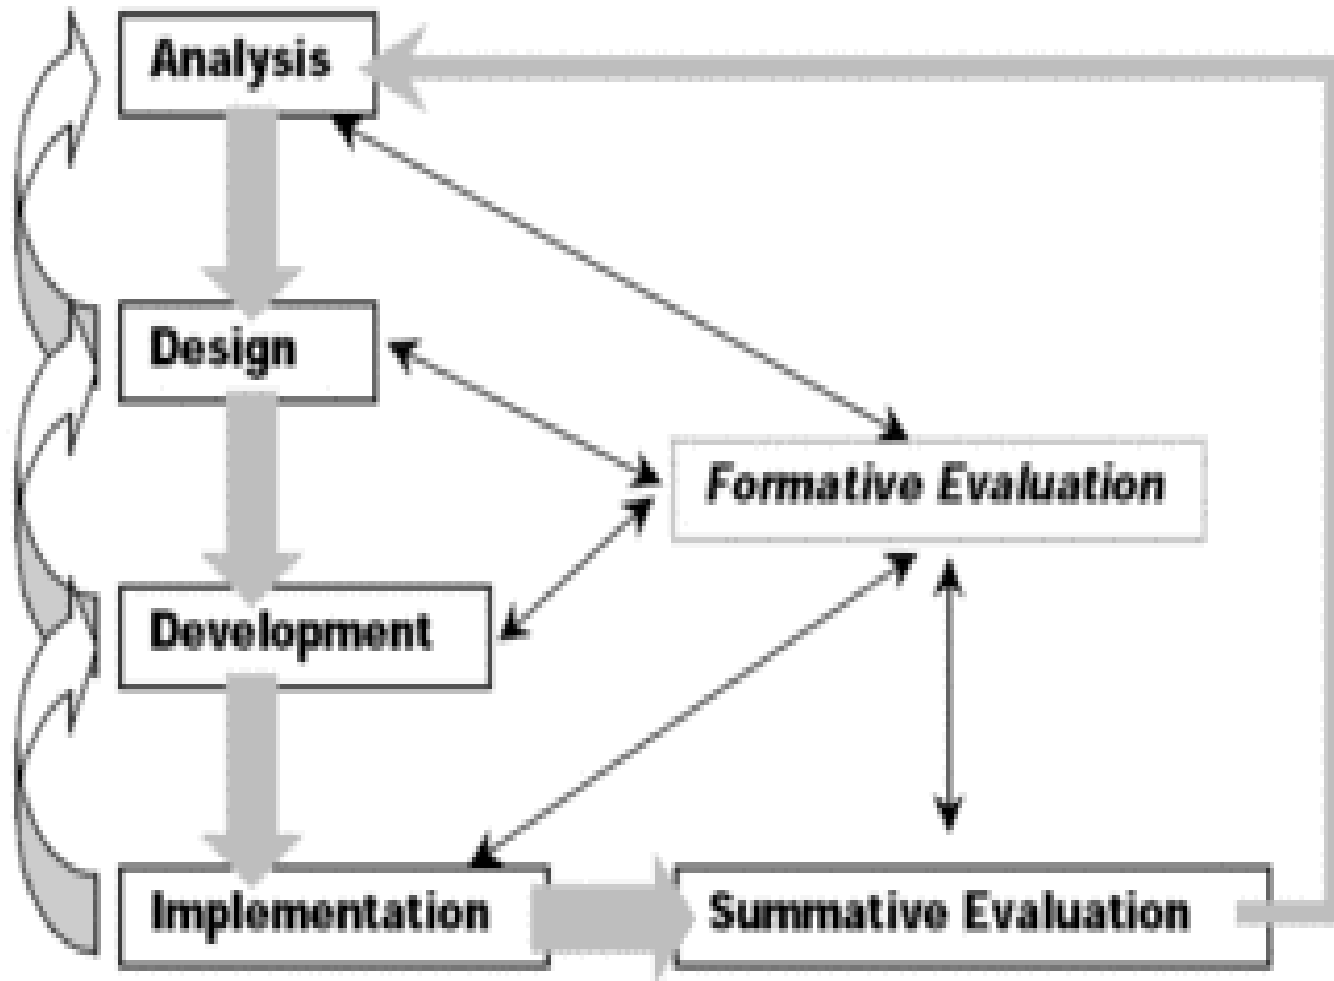 Analysis
Design
Formative Evaluation
Development
Implementation
Summative Evaluation